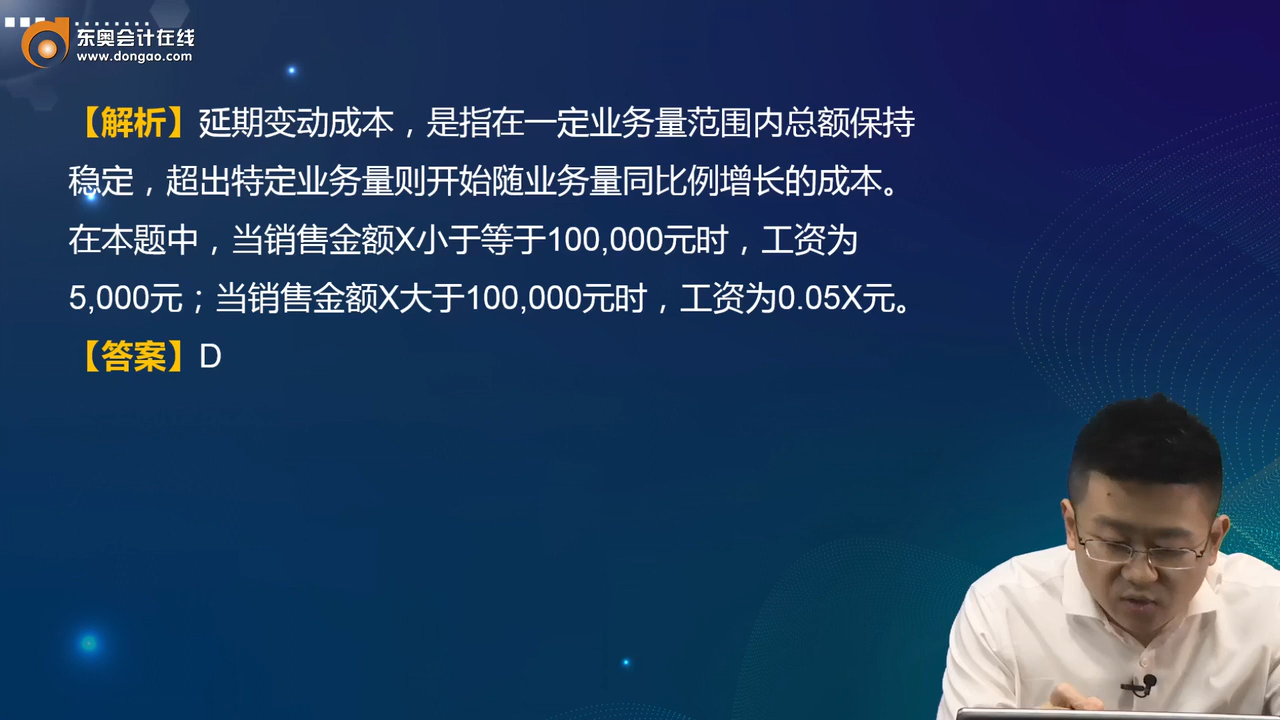 东奥会计在线
www.dongao.com
【解析】延期变动成本，是指在一定业务量范围内总额保持
稳定，超出特定业务量则开始随业务量同比例增长的成本。
在本题中，当销售金额X小于等于100,000元时，工资为
5,000元；当销售金额X大于100,000元时，工资为0.05X元。
【答案】D